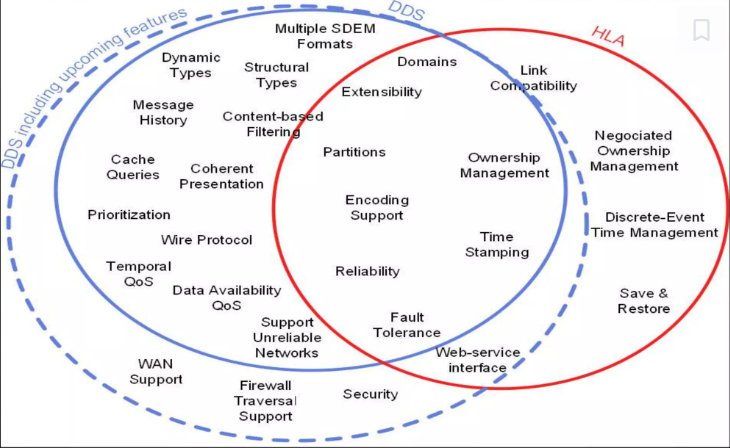 DDS including upcoming features
DDS
HLA
Multiple SDEM
Formats
Dynamic
Types
Structural
Types
Domains
Link
Compatibility
Extensibility
Message
History
Content-based
Filtering
Negociated
Ownership
Management
Cache
Queries
Coherent
Presentation
Partitions
Ownership
Management
Prioritization
Encoding
Support
Discrete-Event
Time Management
Wire Protocol
Time
Stamping
Temporal
QoS
Data Availability
QoS
Reliability
Save &
Restore
Support
Unreliable
Networks
Fault
Tolerance
Web-service
interface
WAN
Support
Firewall
Traversal
Support
Security